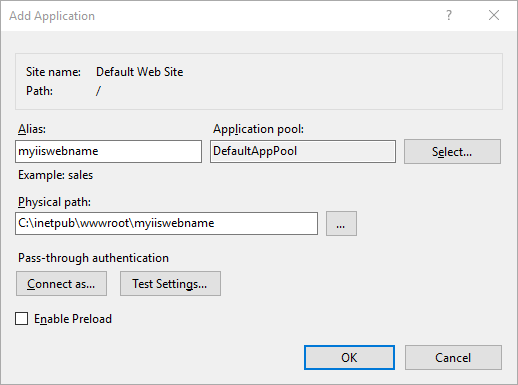 Add Application
?
Site name: Default Web Site
Path: /
Alias: Application pool:
myiiswebname DefaultAppPool Select...
Example: sales
Physical path:
C:\inetpub\wwwroot\myiiswebname ...
Pass-through authentication
Connect as... Test Settings...
Enable Preload
OK Cancel